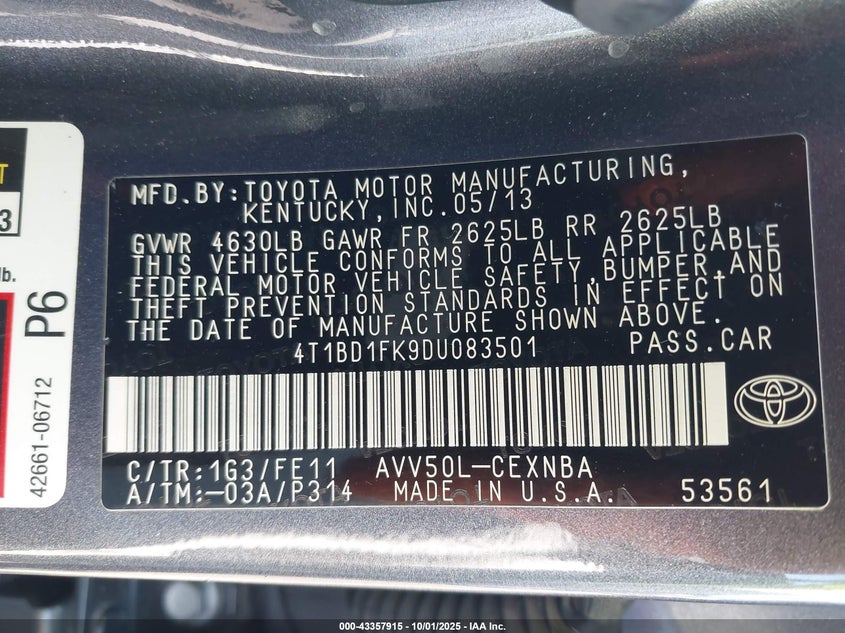 T
3
lb.
P6
42661-06712
MFD.BY:TOYOTA MOTOR MANUFACTURING,
KENTUCKY,INC.05/13
GVWR 4630LB GAWR FR 2625LB RR 2625LB
THIS VEHICLE CONFORMS TO ALL APPLICABLE
FEDERAL MOTOR VEHICLE SAFETY,BUMPER,AND
THEFT PREVENTION STANDARDS IN EFFECT ON
THE DATE OF MANUFACTURE SHOWN ABOVE.
4T1BD1FK9DU083501 PASS.CAR
C/TR:1G3/FE11 AVV50L-CEXNBA
A/TM:-03A/P314 MADE IN U.S.A. 53561
000-43357915 - 10/01/2025 - IAA Inc.